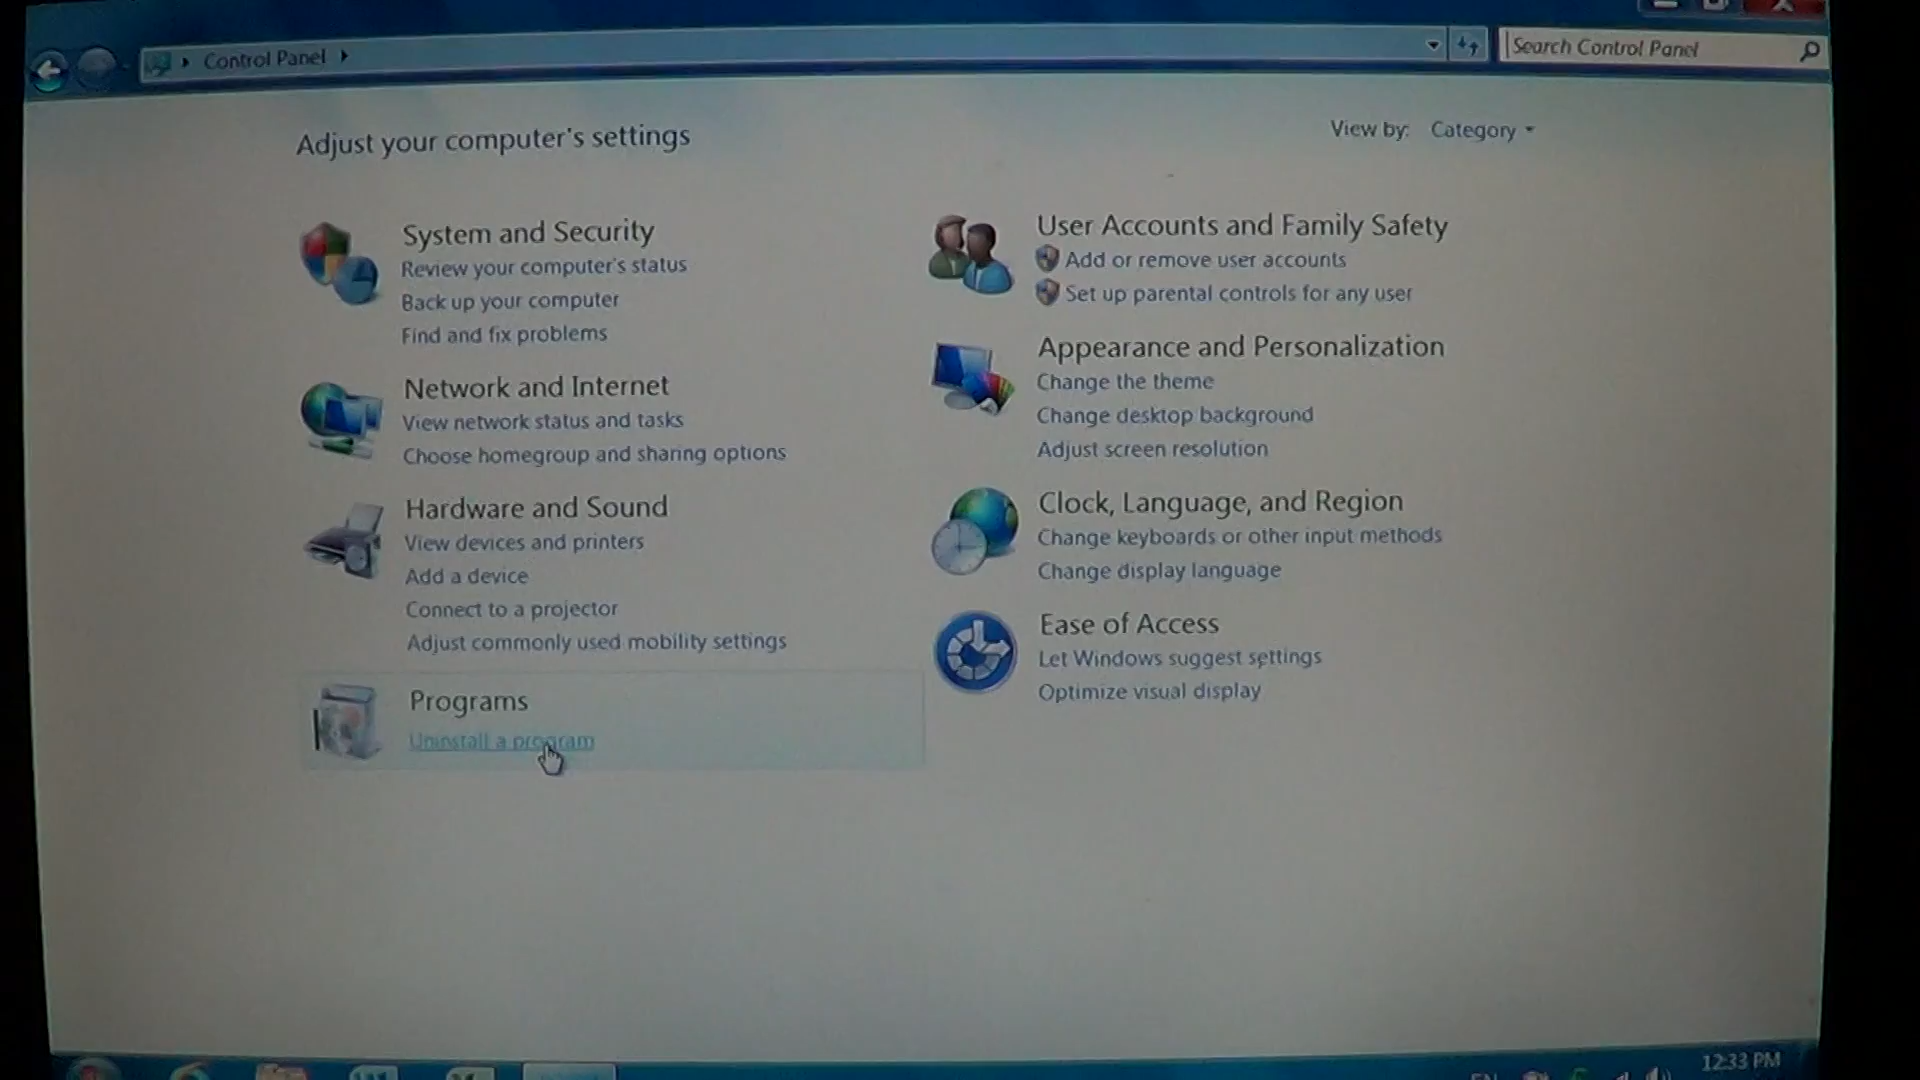 Control Panel
Search Control Panel
Adjust your computer's settings
View by: Category
System and Security
Review your computer's status
Back up your computer
Find and fix problems
Network and Internet
View network status and tasks
Choose homegroup and sharing options
Hardware and Sound
View devices and printers
Add a device
Connect to a projector
Adjust commonly used mobility settings
Programs
Uninstall a program
User Accounts and Family Safety
Add or remove user accounts
Set up parental controls for any user
Appearance and Personalization
Change the theme
Change desktop background
Adjust screen resolution
Clock, Language, and Region
Change keyboards or other input methods
Change display language
Ease of Access
Let Windows suggest settings
Optimize visual display
EN
12:33 PM